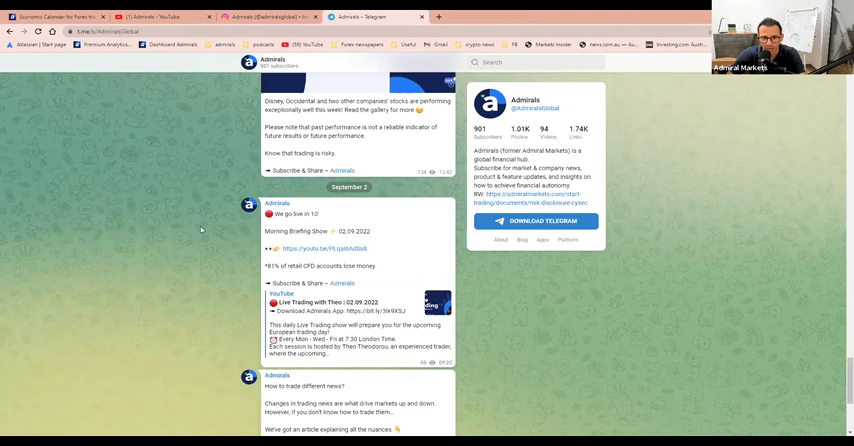 Economic Calendar for Forex tra
(1) Admirals - YouTube
Admirals (@admiralsglobal) • In
Admirals – Telegram
t.me/s/AdmiralsGlobal
Atlassian | Start page
Premium Analytics...
Dashboard Admirals
admirals
podcasts
(39) YouTube
Forex.newspapers
Useful
Gmail
crypto news
FB
Markets Insider
news.com.au — Au...
Investing.com Austr...
Admiral Markets
Admirals
901 subscribers
Search
Disney, Occidental and two other companies' stocks are performing
exceptionally well this week! Read the gallery for more
Please note that past performance is not a reliable indicator of
future results or future performance.
Know that trading is risky.
➟ Subscribe & Share – Admirals
134 13:42
September 2
Admirals
We go live in 10'
Morning Briefing Show ⚡ 02.09.2022
*81% of retail CFD accounts lose money
➟ Subscribe & Share – Admirals
YouTube
Live Trading with Theo | 02.09.2022
➟ Download Admirals App: https://bit.ly/3Ik9XSJ
This daily Live Trading show will prepare you for the upcoming
European trading day!
Every Mon - Wed - Fri at 7:30 London Time.
Each session is hosted by Theo Theodorou, an experienced trader,
where the upcoming...
68 09:20
Admirals
How to trade different news?
Changes in trading news are what drive markets up and down.
However, if you don't know how to trade them...
We've got an article explaining all the nuances
Admirals
@AdmiralsGlobal
901 1.01K 94 1.74K
Subscribers Photos Videos Links
Admirals (former Admiral Markets) is a
global financial hub.
Subscribe for market & company news,
product & feature updates, and insights on
how to achieve financial autonomy.
RW: https://admiralmarkets.com/start-
trading/documents/risk-disclosure-cysec
DOWNLOAD TELEGRAM
About Blog Apps Platform